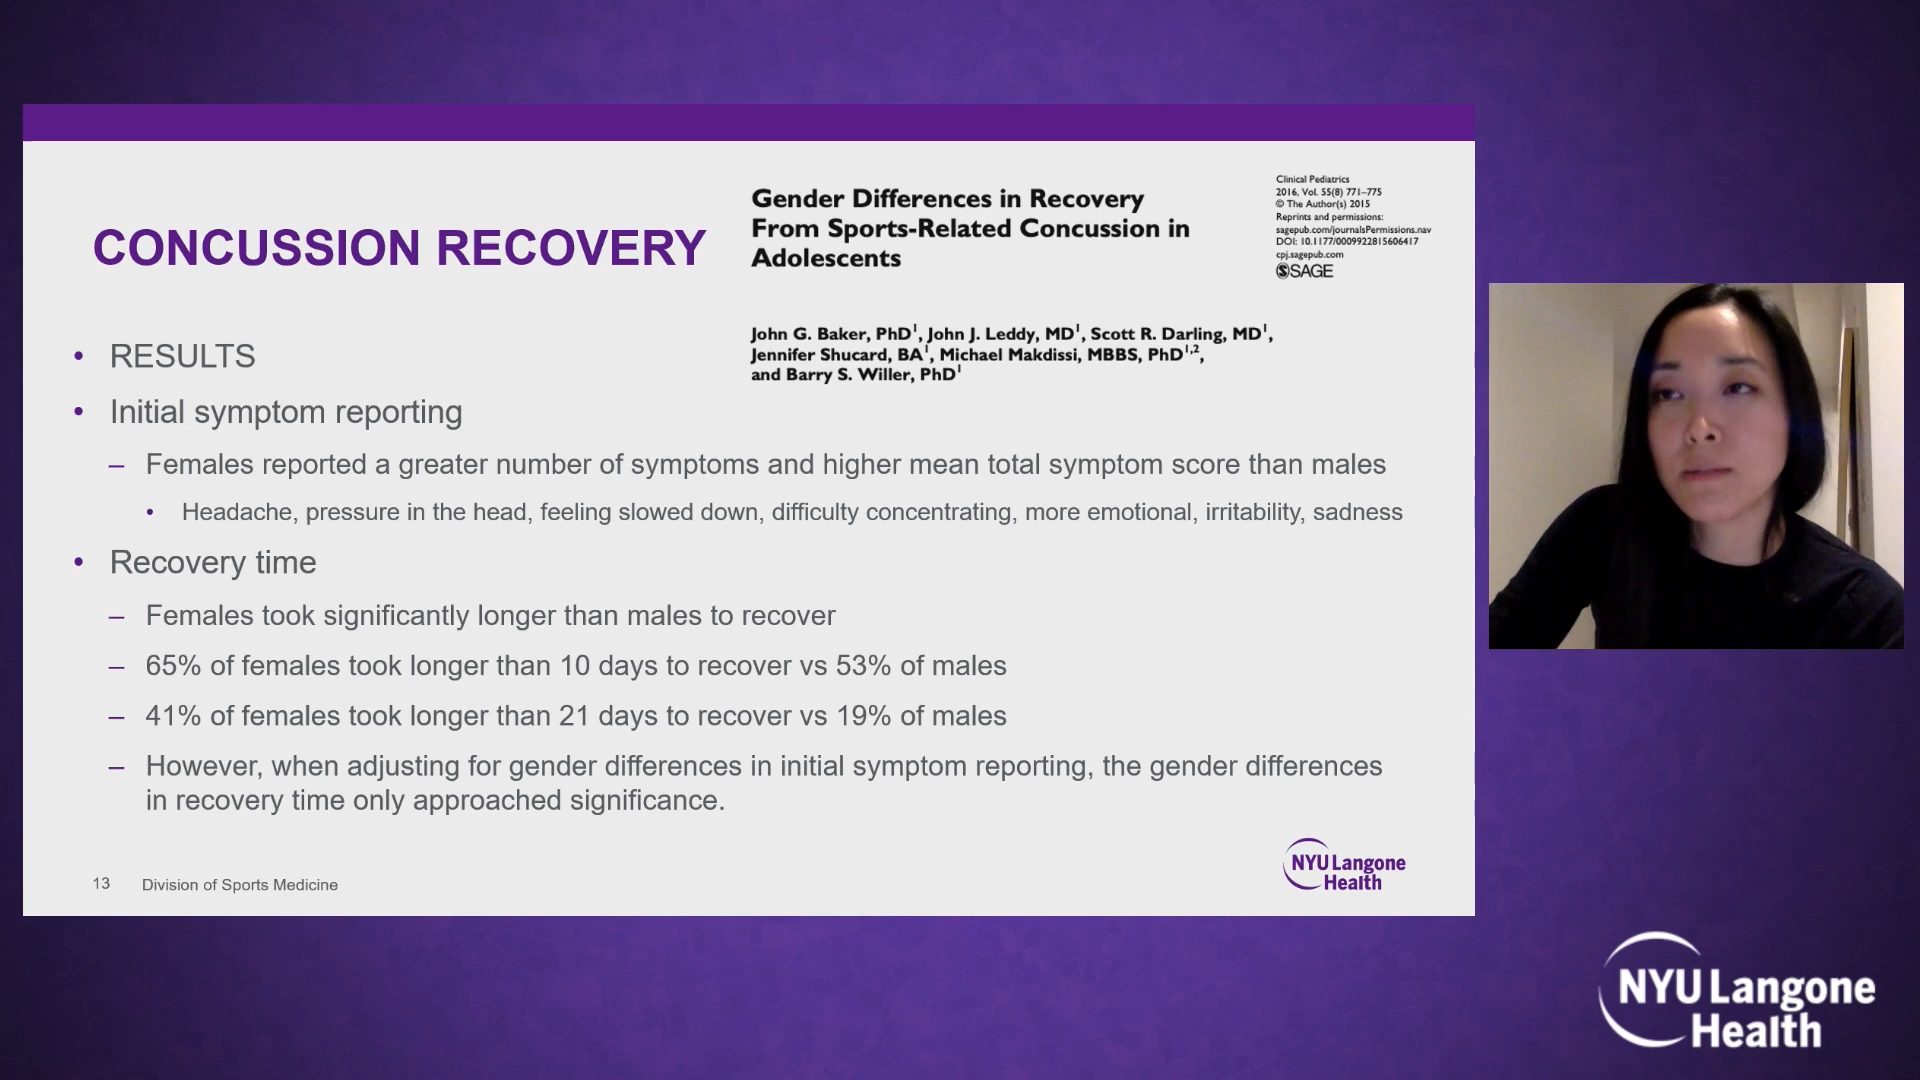 CONCUSSION RECOVERY
Gender Differences in Recovery
From Sports-Related Concussion in
Adolescents
Clinical Pediatrics
2016, Vol. 55(8) 771–775
© The Author(s) 2015
Reprints and permissions:
sagepub.com/journalsPermissions.nav
DOI: 10.1177/0009922815606417
cpj.sagepub.com
SAGE
John G. Baker, PhD1, John J. Leddy, MD1, Scott R. Darling, MD1,
Jennifer Shucard, BA1, Michael Makdissi, MBBS, PhD1,2,
and Barry S. Willer, PhD1
• RESULTS
• Initial symptom reporting
– Females reported a greater number of symptoms and higher mean total symptom score than males
• Headache, pressure in the head, feeling slowed down, difficulty concentrating, more emotional, irritability, sadness
• Recovery time
– Females took significantly longer than males to recover
– 65% of females took longer than 10 days to recover vs 53% of males
– 41% of females took longer than 21 days to recover vs 19% of males
– However, when adjusting for gender differences in initial symptom reporting, the gender differences
in recovery time only approached significance.
13 Division of Sports Medicine
NYU Langone
Health
NYU Langone
Health